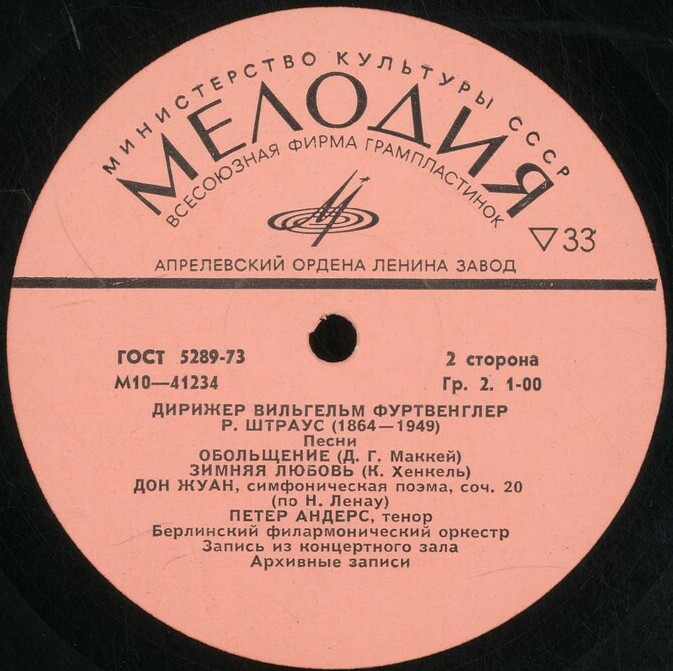 МИНИСТЕРСТВО КУЛЬТУРЫ СССР
МЕЛОДИЯ
ВСЕСОЮЗНАЯ ФИРМА ГРАМПЛАСТИНОК
▽33
АПРЕЛЕВСКИЙ ОРДЕНА ЛЕНИНА ЗАВОД
ГОСТ 5289-73
2 сторона
М10—41234
Гр. 2. 1-00
ДИРИЖЕР ВИЛЬГЕЛЬМ ФУРТВЕНГЛЕР
Р. ШТРАУС (1864—1949)
Песни
ОБОЛЬЩЕНИЕ (Д. Г. Маккей)
ЗИМНЯЯ ЛЮБОВЬ (К. Хенкель)
ДОН ЖУАН, симфоническая поэма, соч. 20
(по Н. Ленау)
ПЕТЕР АНДЕРС, тенор
Берлинский филармонический оркестр
Запись из концертного зала
Архивные записи